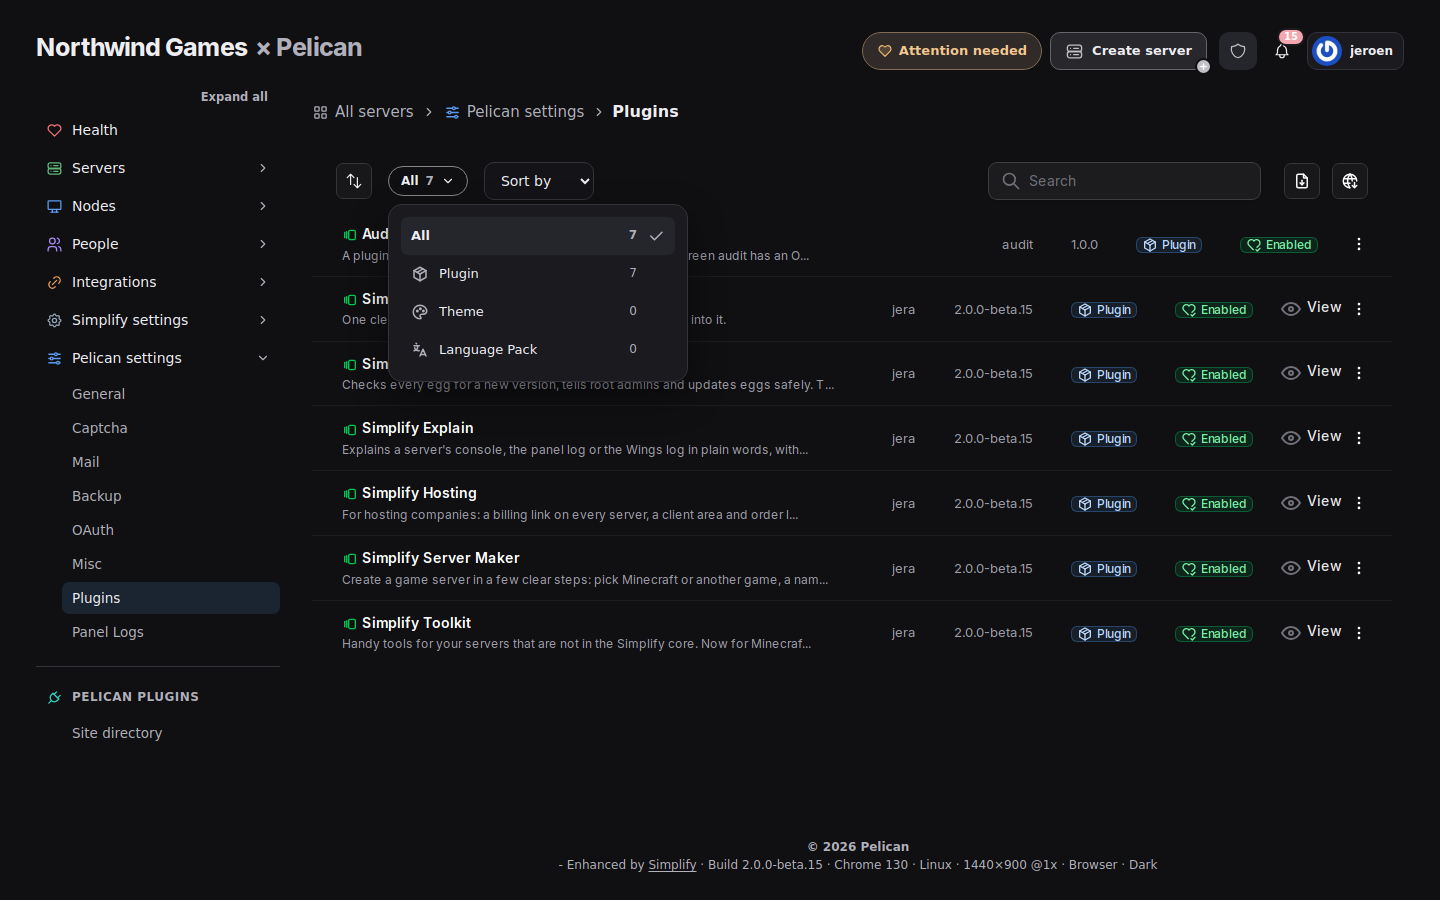 Northwind Games × Pelican
Attention needed
Create server
15
jeroen
Expand all
Health
Servers
Nodes
People
Integrations
Simplify settings
Pelican settings
General
Captcha
Mail
Backup
OAuth
Misc
Plugins
Panel Logs
PELICAN PLUGINS
Site directory
All servers > Pelican settings > Plugins
All 7
Sort by
Search
All 7
Plugin 7
Theme 0
Language Pack 0
Aud
A plugin
reen audit has an O...
audit 1.0.0 Plugin Enabled
Sim
One cle
into it.
jera 2.0.0-beta.15 Plugin Enabled View
Sim
Checks every egg for a new version, tells root admins and updates eggs safely. T...
jera 2.0.0-beta.15 Plugin Enabled View
Simplify Explain
Explains a server's console, the panel log or the Wings log in plain words, with...
jera 2.0.0-beta.15 Plugin Enabled View
Simplify Hosting
For hosting companies: a billing link on every server, a client area and order l...
jera 2.0.0-beta.15 Plugin Enabled View
Simplify Server Maker
Create a game server in a few clear steps: pick Minecraft or another game, a nam...
jera 2.0.0-beta.15 Plugin Enabled View
Simplify Toolkit
Handy tools for your servers that are not in the Simplify core. Now for Minecraf...
jera 2.0.0-beta.15 Plugin Enabled View
© 2026 Pelican
- Enhanced by Simplify · Build 2.0.0-beta.15 · Chrome 130 · Linux · 1440×900 @1x · Browser · Dark